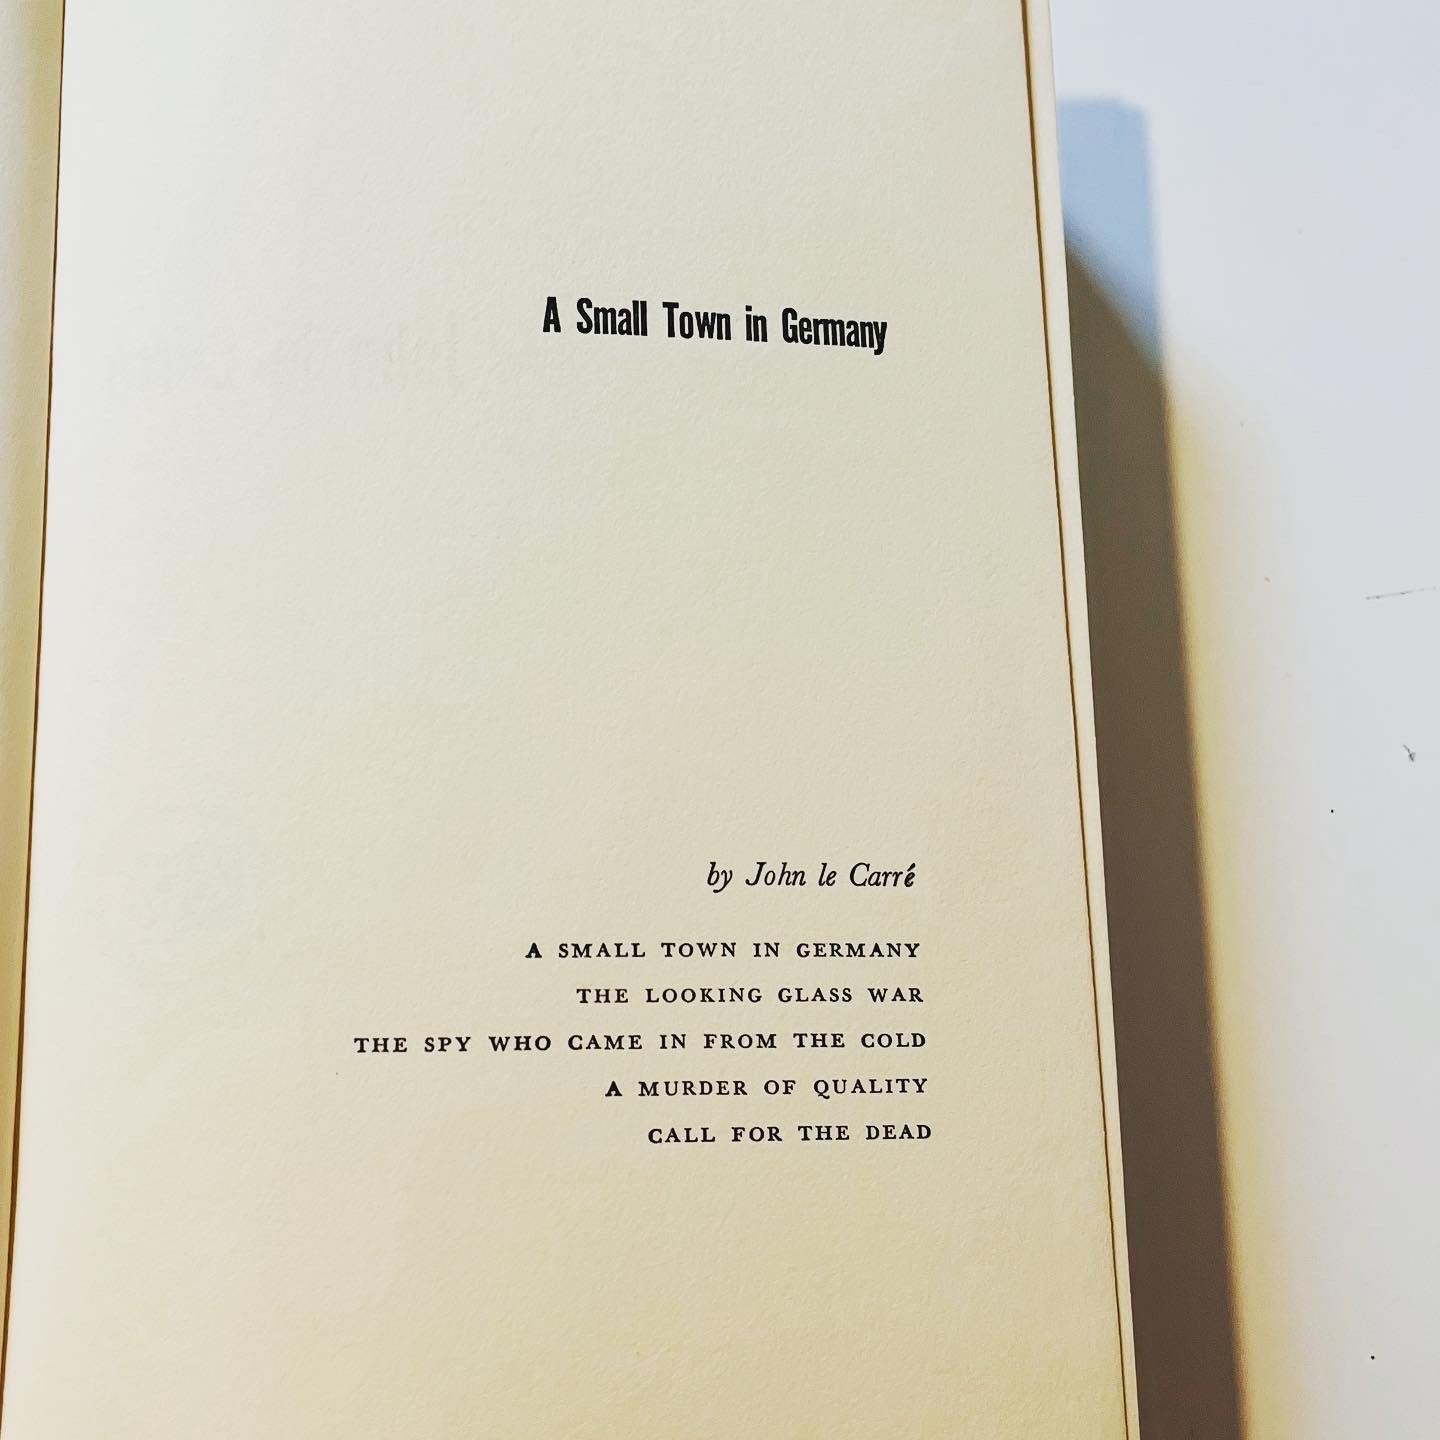 A Small Town in Germany
by John le Carré
A SMALL TOWN IN GERMANY
THE LOOKING GLASS WAR
THE SPY WHO CAME IN FROM THE COLD
A MURDER OF QUALITY
CALL FOR THE DEAD